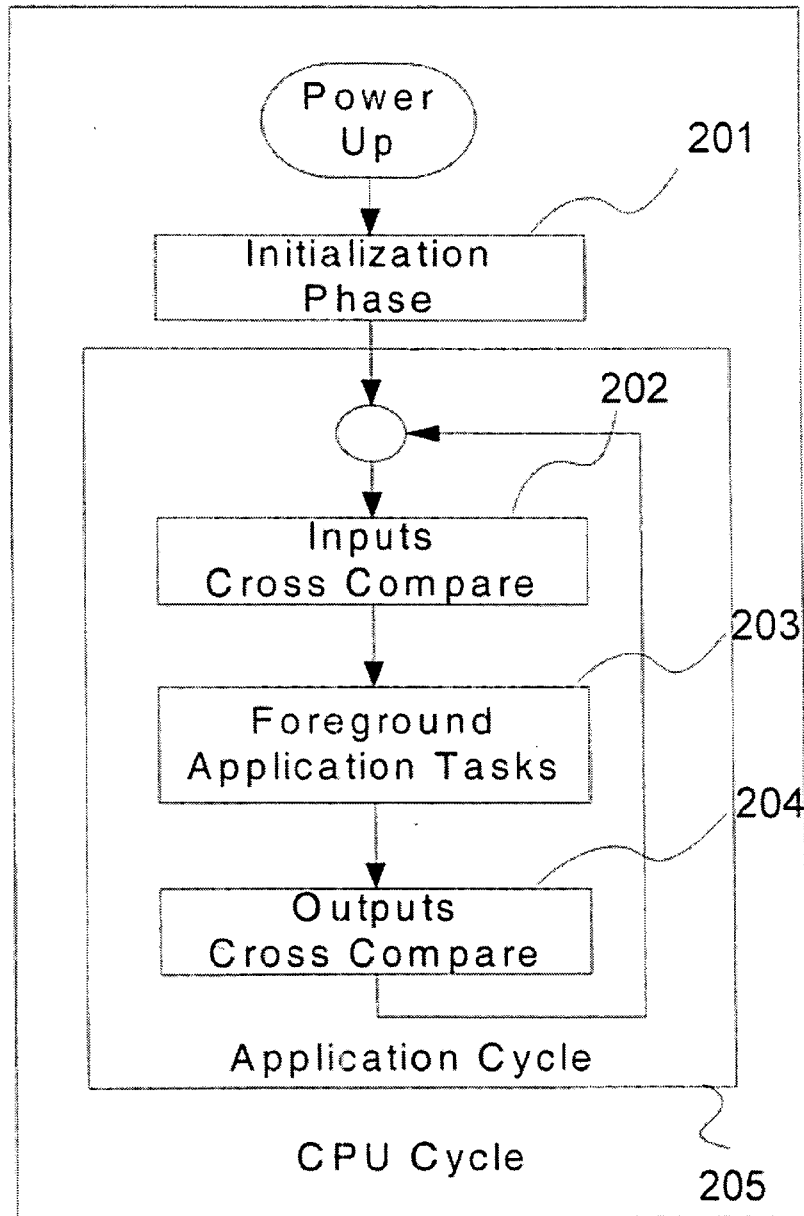 Power
Up
201
Initialization
Phase
202
Inputs
Cross Compare
203
Foreground
Application Tasks
204
Outputs
Cross Compare
Application Cycle
CPU Cycle
205